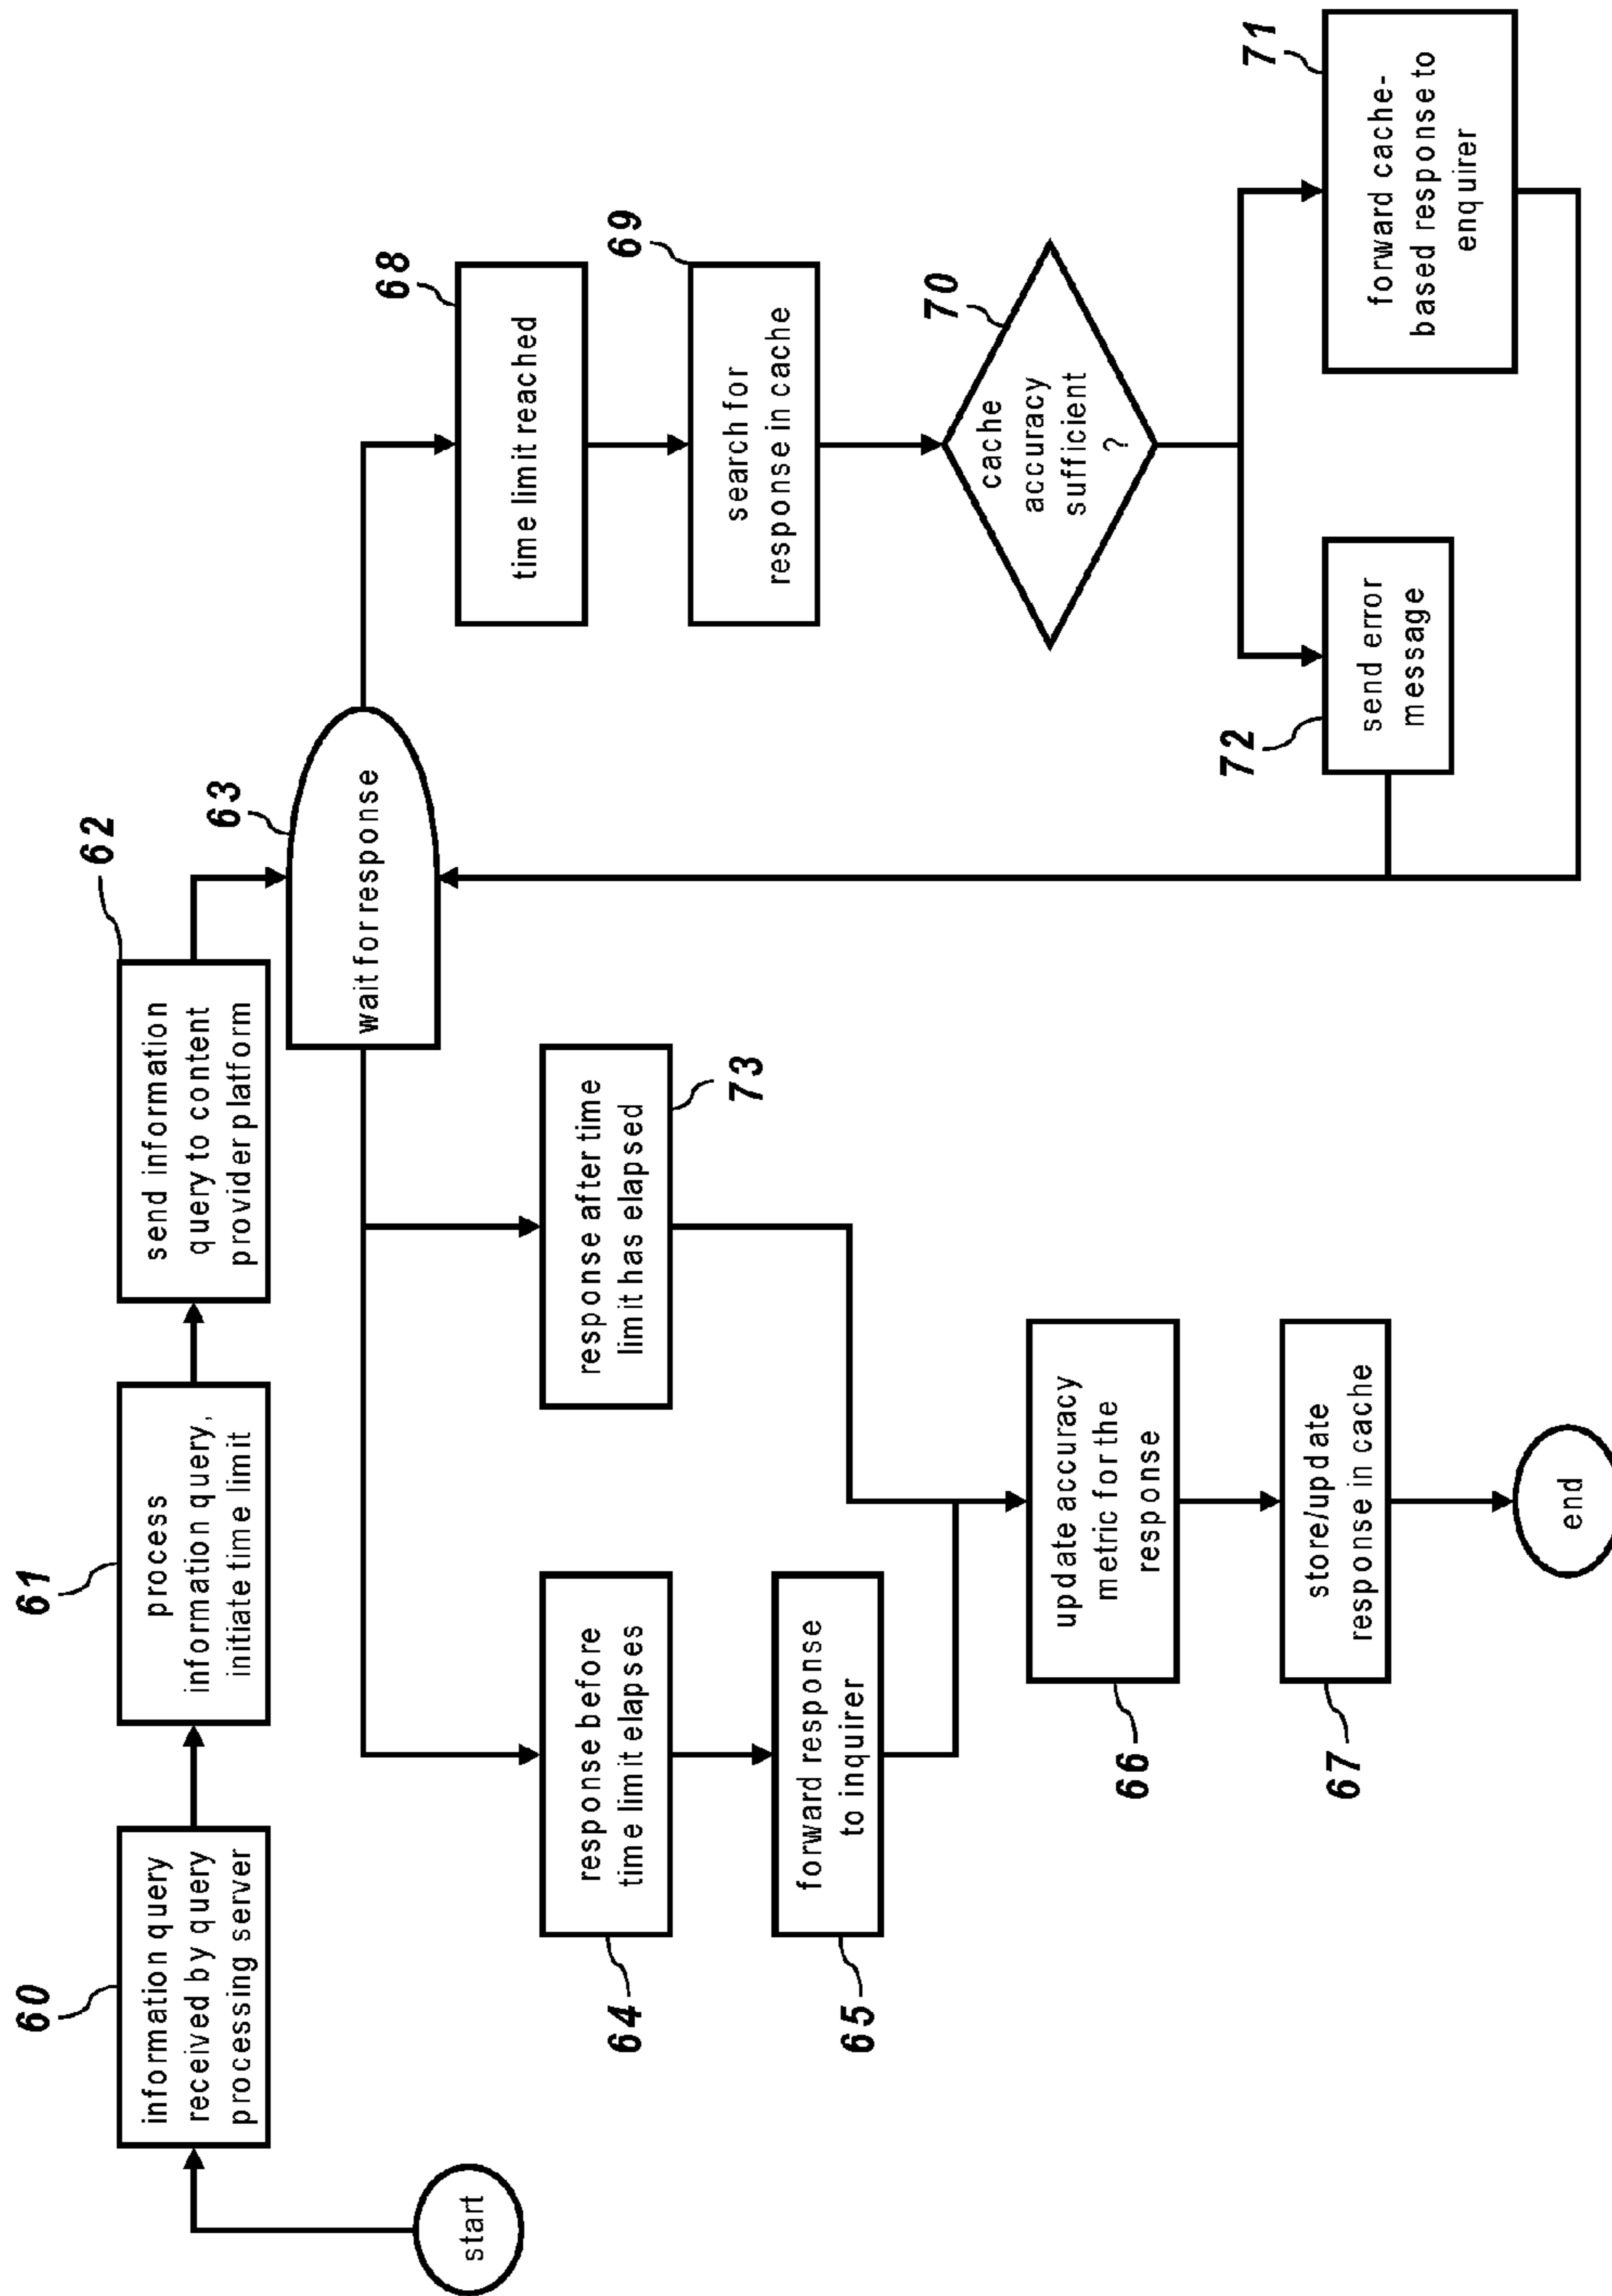 start
60
information query
received by query
processing server
61
process
information query,
initiate time limit
62
send information
query to content
provider platform
63
wait for response
64
response before
time limit elapses
65
forward response
to inquirer
73
response after time
limit has elapsed
66
update accuracy
metric for the
response
67
store/update
response in cache
end
68
time limit reached
69
search for
response in cache
70
cache
accuracy
sufficient
?
72
send error
message
71
forward cache-
based response to
enquirer